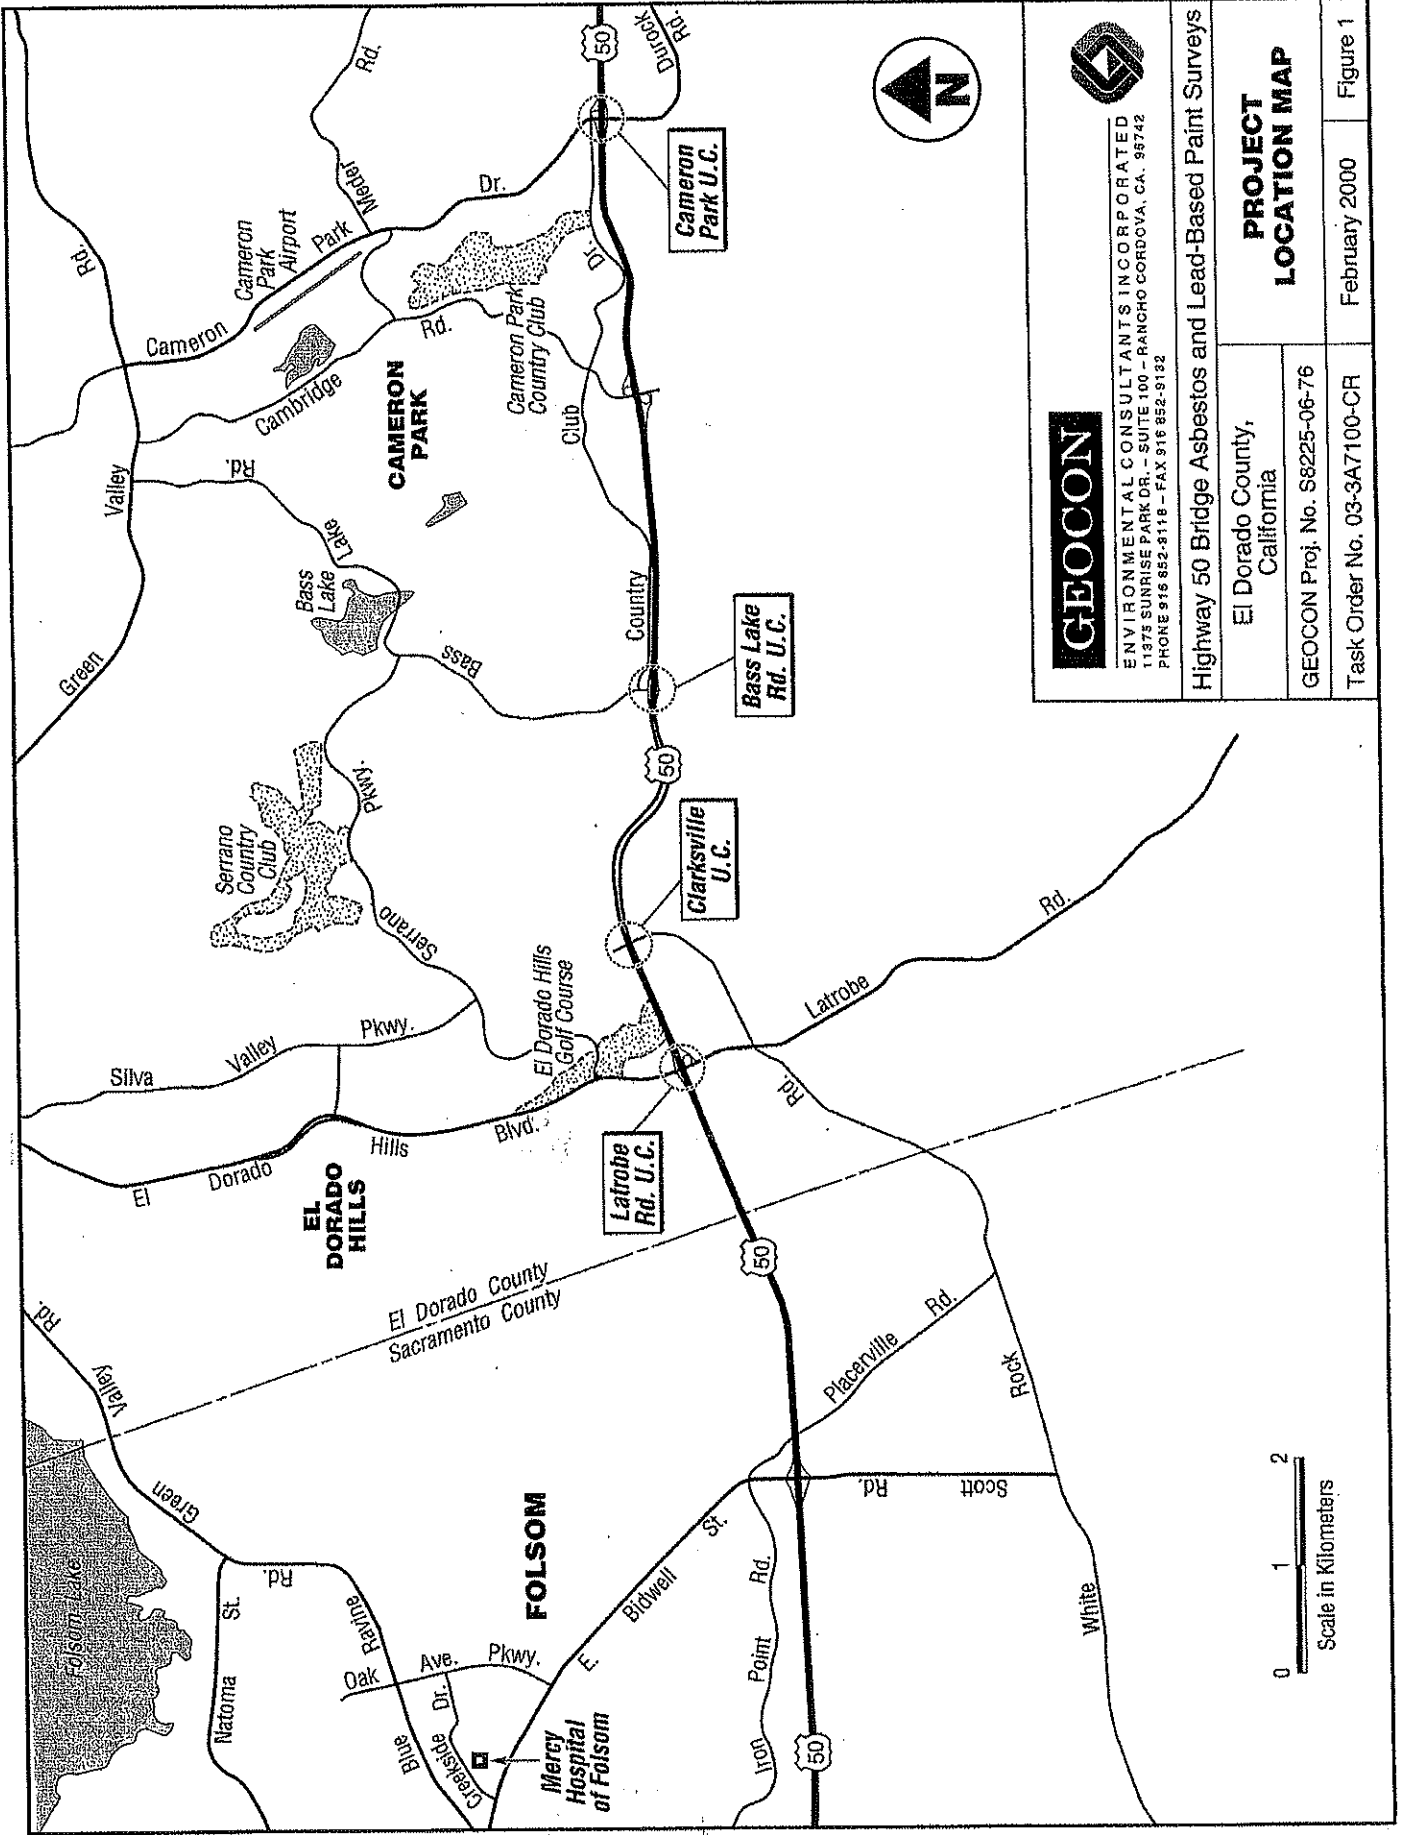 Folsom Lake
Green
Valley
Rd.
Natoma
St.
Rd.
Blue
Ravine
Oak
Ave.
Pkwy.
Creekside
Dr.
Mercy
Hospital
of Folsom
FOLSOM
E.
Bidwell
St.
Iron
Point
Rd.
50
Scott
Rd.
Placerville
Rd.
White
Rock
Rd.
El Dorado County
Sacramento County
50
EL
DORADO
HILLS
El
Dorado
Hills
Blvd.
Silva
Valley
Pkwy.
Latrobe
Rd. U.C.
Latrobe
Rd.
El Dorado Hills
Golf Course
Serrano
Pkwy.
Serrano
Country
Club
Clarksville
U.C.
50
Bass Lake
Rd. U.C.
Bass
Lake
Rd.
Bass
Lake
Green
Valley
Rd.
Country
Club
Dr.
CAMERON
PARK
Cambridge
Rd.
Cameron
Park
Dr.
Cameron
Park
Airport
Meder
Rd.
Cameron Park
Country Club
Cameron
Park U.C.
50
Durock
Rd.
N
0 1 2
Scale in Kilometers
GEOCON
ENVIRONMENTAL CONSULTANTS INCORPORATED
11375 SUNRISE PARK DR. – SUITE 100 – RANCHO CORDOVA, CA. 95742
PHONE 916 852-9118 – FAX 916 852-9132
Highway 50 Bridge Asbestos and Lead-Based Paint Surveys
El Dorado County,
California
PROJECT
LOCATION MAP
GEOCON Proj. No. S8225-06-76
Task Order No. 03-3A7100-CR
February 2000
Figure 1